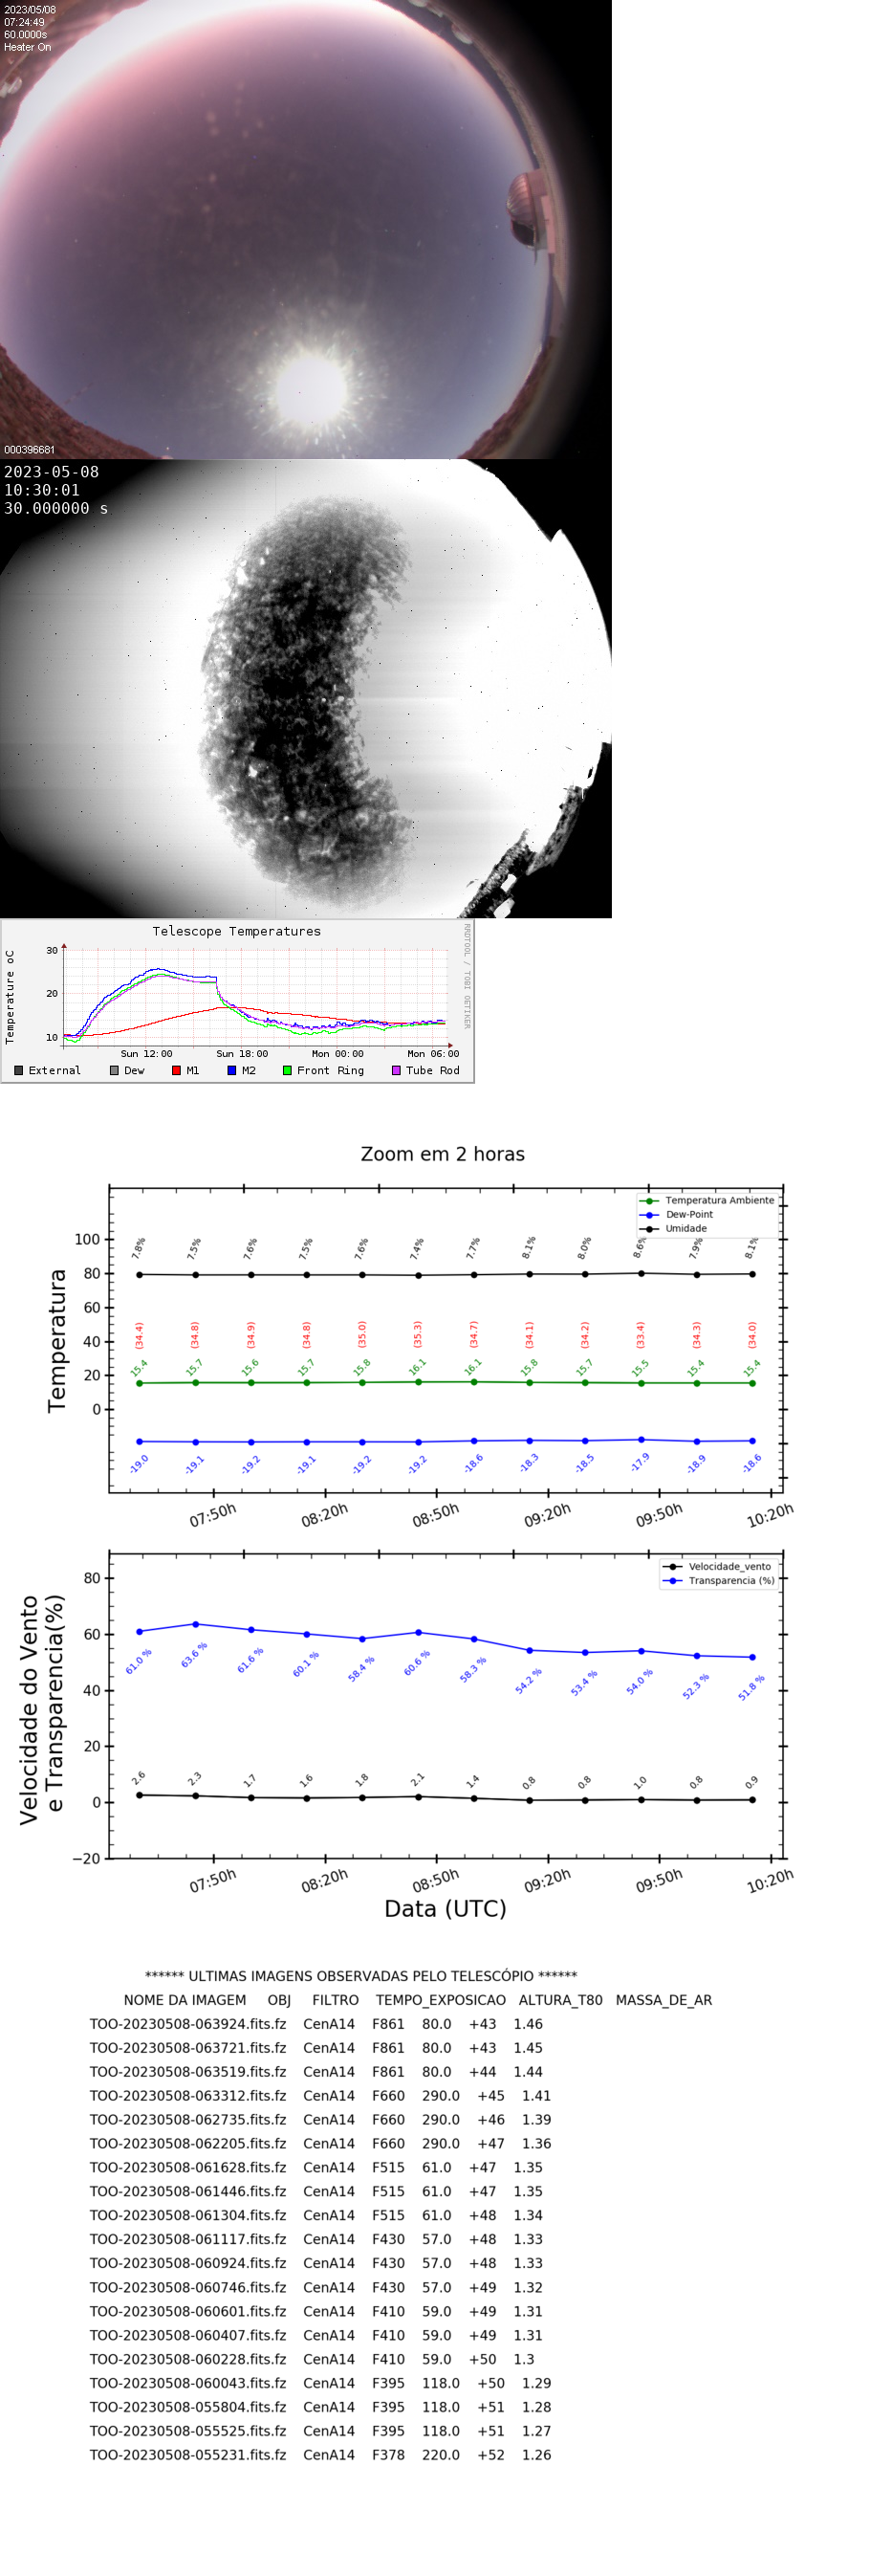 2023/05/08
07:24:49
60.0000s
Heater On
000396681
2023-05-08
10:30:01
30.000000 s
Telescope Temperatures
RRDTOOL / TOBI OETIKER
Temperature oC
30
20
10
Sun 12:00 Sun 18:00 Mon 00:00 Mon 06:00
External Dew M1 M2 Front Ring Tube Rod
Zoom em 2 horas
Temperatura
Temperatura Ambiente
Dew-Point
Umidade
100
80
60
40
20
0
7.8% 7.5% 7.6% 7.5% 7.6% 7.4% 7.7% 8.1% 8.0% 8.6% 7.9% 8.1%
(34.4) (34.8) (34.9) (34.8) (35.0) (35.3) (34.7) (34.1) (34.2) (33.4) (34.3) (34.0)
15.4 15.7 15.6 15.7 15.8 16.1 16.1 15.8 15.7 15.5 15.4 15.4
-19.0 -19.1 -19.2 -19.1 -19.2 -19.2 -18.6 -18.3 -18.5 -17.9 -18.9 -18.6
07:50h 08:20h 08:50h 09:20h 09:50h 10:20h
Velocidade do Vento
e Transparencia(%)
Velocidade_vento
Transparencia (%)
80
60
40
20
0
−20
61.0 % 63.6 % 61.6 % 60.1 % 58.4 % 60.6 % 58.3 % 54.2 % 53.4 % 54.0 % 52.3 % 51.8 %
2.6 2.3 1.7 1.6 1.8 2.1 1.4 0.8 0.8 1.0 0.8 0.9
07:50h 08:20h 08:50h 09:20h 09:50h 10:20h
Data (UTC)
****** ULTIMAS IMAGENS OBSERVADAS PELO TELESCÓPIO ******
NOME DA IMAGEM OBJ FILTRO TEMPO_EXPOSICAO ALTURA_T80 MASSA_DE_AR
TOO-20230508-063924.fits.fz CenA14 F861 80.0 +43 1.46
TOO-20230508-063721.fits.fz CenA14 F861 80.0 +43 1.45
TOO-20230508-063519.fits.fz CenA14 F861 80.0 +44 1.44
TOO-20230508-063312.fits.fz CenA14 F660 290.0 +45 1.41
TOO-20230508-062735.fits.fz CenA14 F660 290.0 +46 1.39
TOO-20230508-062205.fits.fz CenA14 F660 290.0 +47 1.36
TOO-20230508-061628.fits.fz CenA14 F515 61.0 +47 1.35
TOO-20230508-061446.fits.fz CenA14 F515 61.0 +47 1.35
TOO-20230508-061304.fits.fz CenA14 F515 61.0 +48 1.34
TOO-20230508-061117.fits.fz CenA14 F430 57.0 +48 1.33
TOO-20230508-060924.fits.fz CenA14 F430 57.0 +48 1.33
TOO-20230508-060746.fits.fz CenA14 F430 57.0 +49 1.32
TOO-20230508-060601.fits.fz CenA14 F410 59.0 +49 1.31
TOO-20230508-060407.fits.fz CenA14 F410 59.0 +49 1.31
TOO-20230508-060228.fits.fz CenA14 F410 59.0 +50 1.3
TOO-20230508-060043.fits.fz CenA14 F395 118.0 +50 1.29
TOO-20230508-055804.fits.fz CenA14 F395 118.0 +51 1.28
TOO-20230508-055525.fits.fz CenA14 F395 118.0 +51 1.27
TOO-20230508-055231.fits.fz CenA14 F378 220.0 +52 1.26